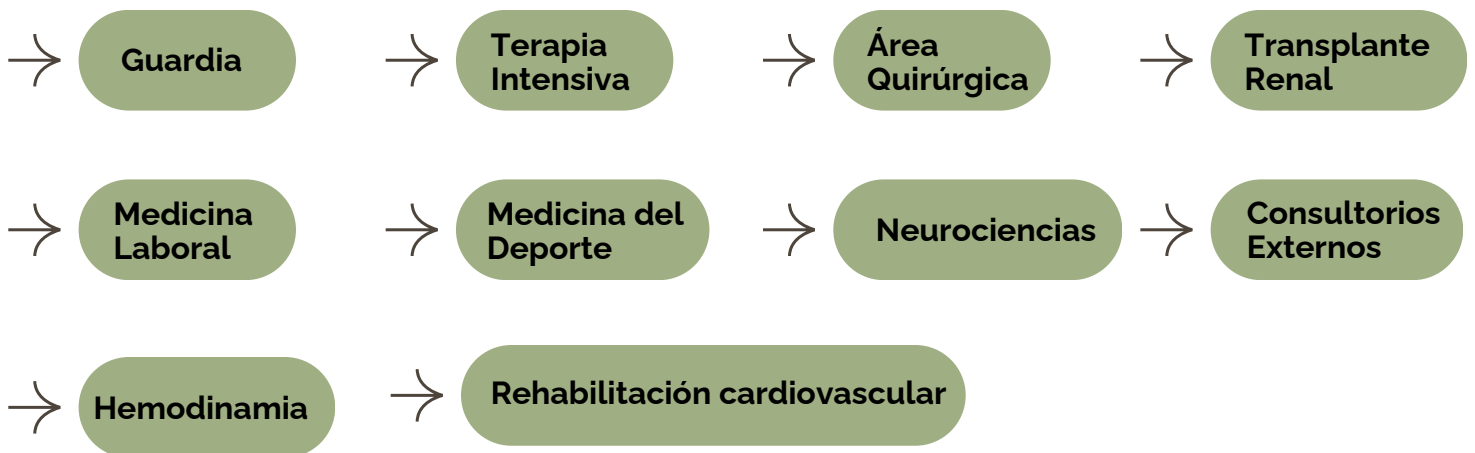 Guardia
Terapia
Intensiva
Área
Quirúrgica
Transplante
Renal
Medicina
Laboral
Medicina del
Deporte
Neurociencias
Consultorios
Externos
Hemodinamia
Rehabilitación cardiovascular